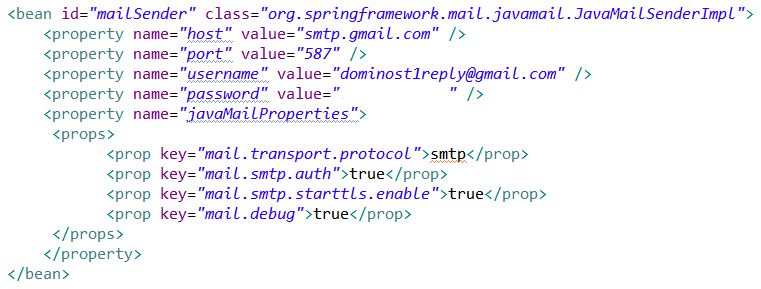 <bean id="mailSender" class="org.springframework.mail.javamail.JavaMailSenderImpl">
    <property name="host" value="smtp.gmail.com" />
    <property name="port" value="587" />
    <property name="username" value="dominost1reply@gmail.com" />
    <property name="password" value="            " />
    <property name="javaMailProperties">
     <props>
           <prop key="mail.transport.protocol">smtp</prop>
           <prop key="mail.smtp.auth">true</prop>
           <prop key="mail.smtp.starttls.enable">true</prop>
           <prop key="mail.debug">true</prop>
     </props>
    </property>
</bean>